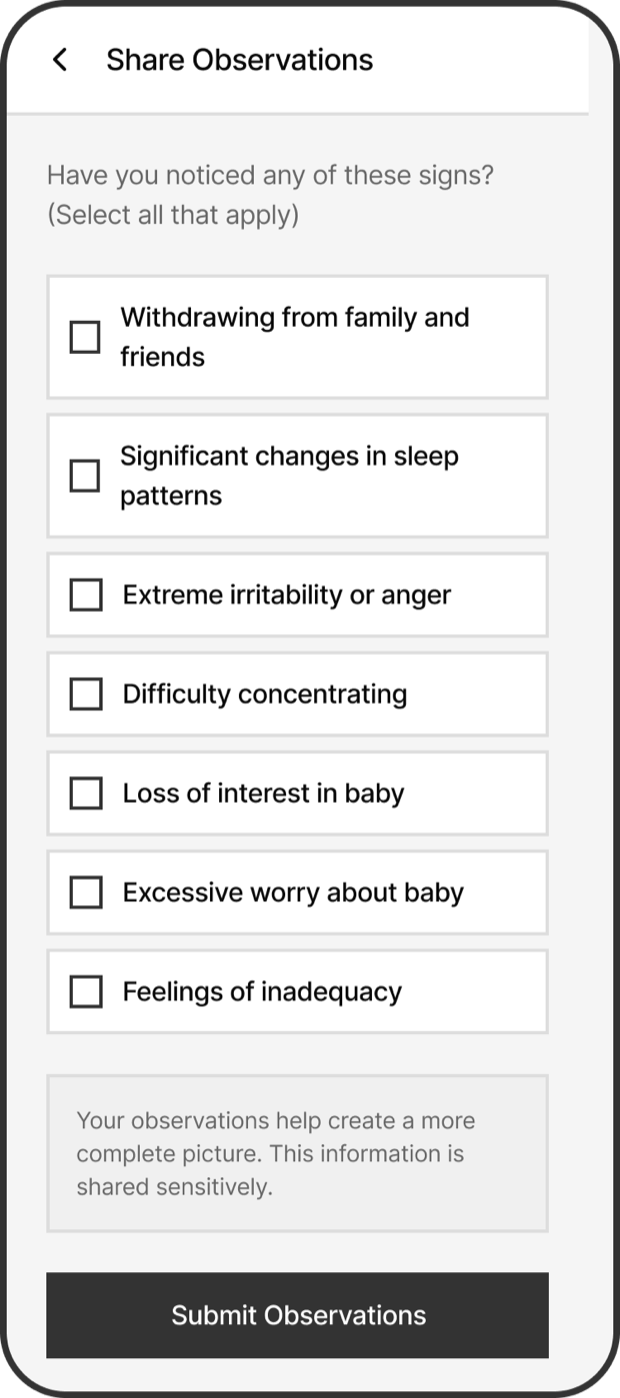 Share Observations
Have you noticed any of these signs?
(Select all that apply)
Withdrawing from family and
friends
Significant changes in sleep
patterns
Extreme irritability or anger
Difficulty concentrating
Loss of interest in baby
Excessive worry about baby
Feelings of inadequacy
Your observations help create a more
complete picture. This information is
shared sensitively.
Submit Observations